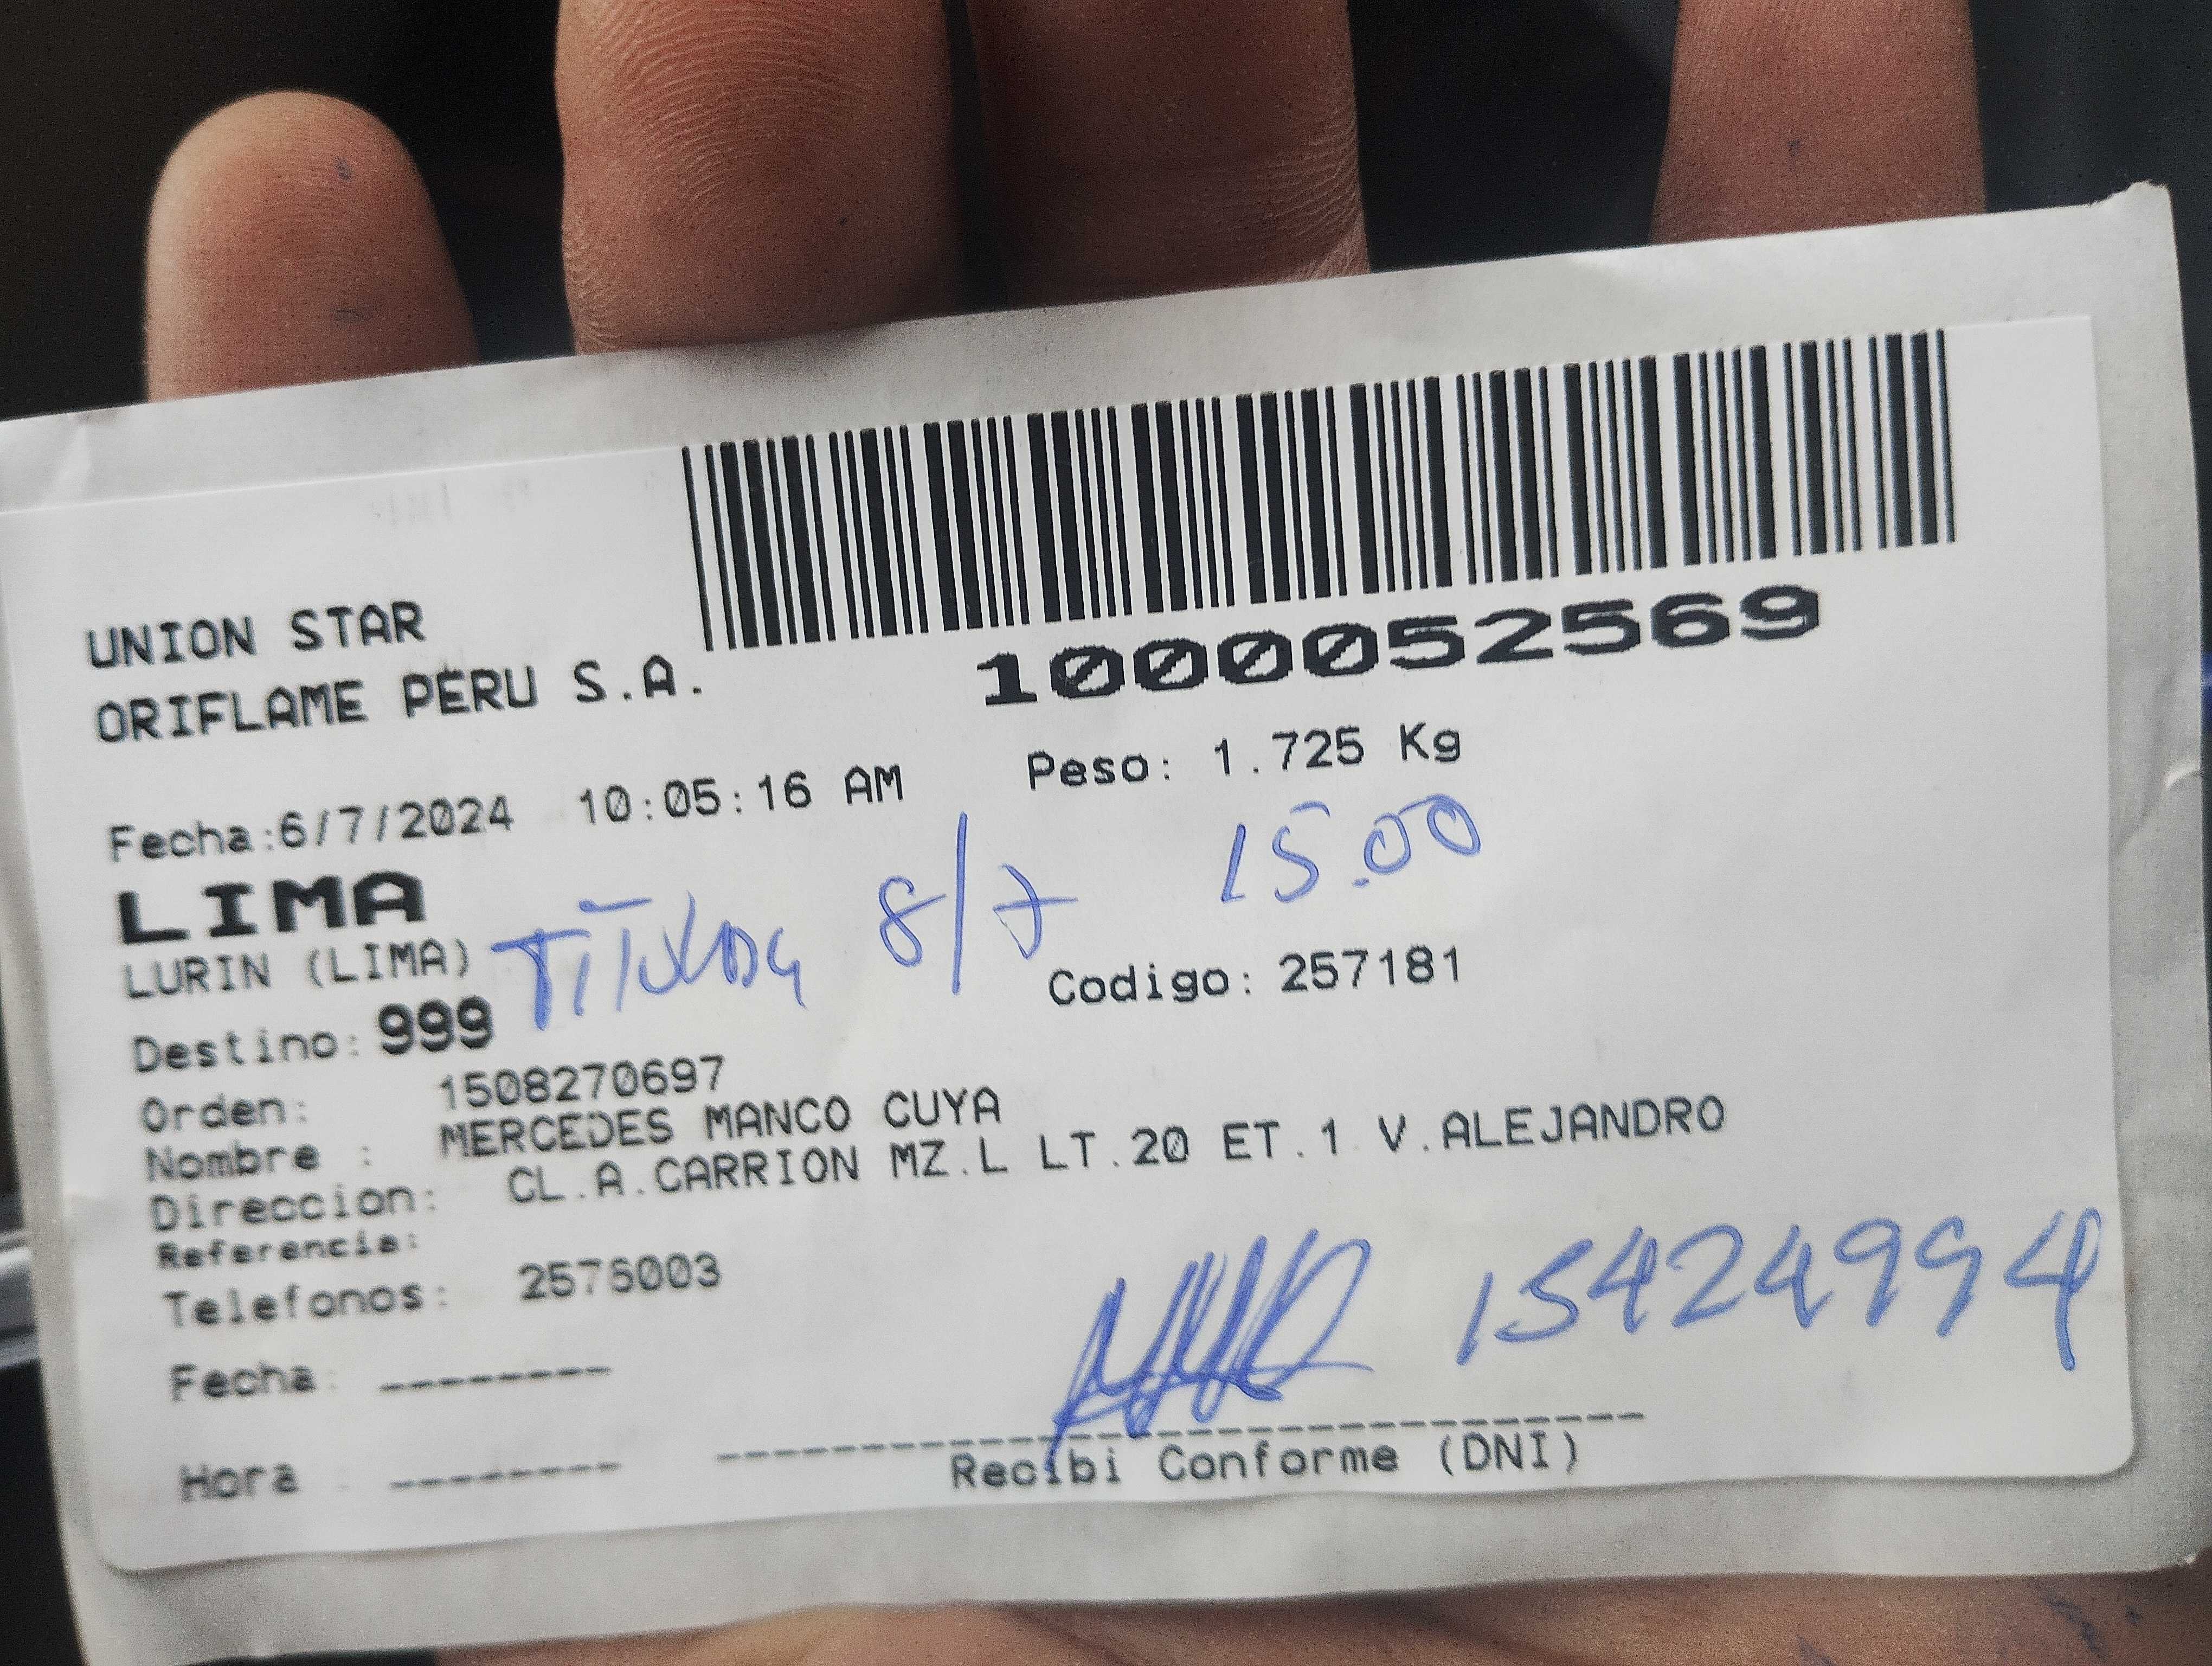 1000052569
UNION STAR
ORIFLAME PERU S.A.
Fecha:6/7/2024 10:05:16 AM Peso: 1.725 Kg
LIMA
LURIN (LIMA) TiTulDa 8/7 15.00
Destino: 999 Codigo: 257181
Orden: 1508270697
Nombre : MERCEDES MANCO CUYA
Direccion: CL.A.CARRION MZ.L LT.20 ET.1 V.ALEJANDRO
Referencia:
Telefonos: 2576003
15424994
Fecha: --------
Hora : --------
Recibi Conforme (DNI)